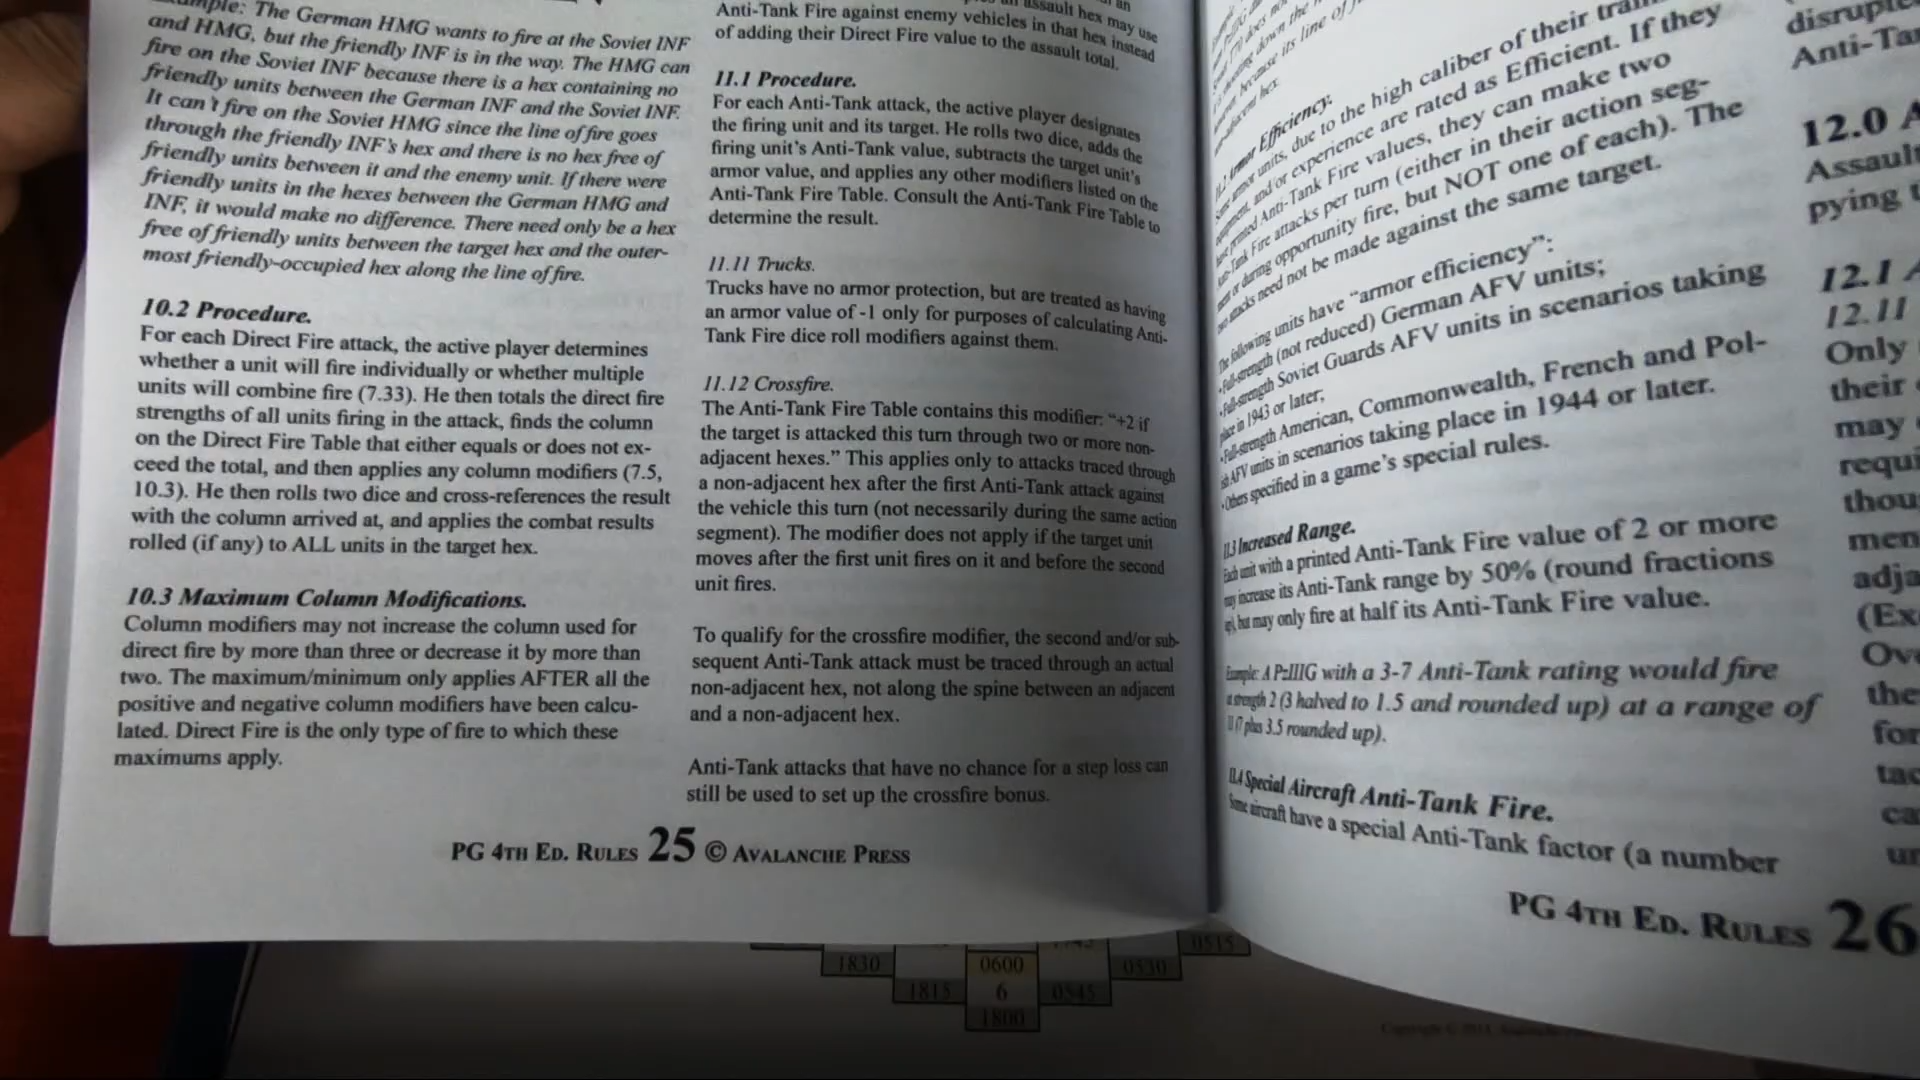 Example: The German HMG wants to fire at the Soviet INF
and HMG, but the friendly INF is in the way. The HMG can
fire on the Soviet INF because there is a hex containing no
friendly units between the German INF and the Soviet INF.
It can't fire on the Soviet HMG since the line of fire goes
through the friendly INF's hex and there is no hex free of
friendly units between it and the enemy unit. If there were
friendly units in the hexes between the German HMG and
INF, it would make no difference. There need only be a hex
free of friendly units between the target hex and the outer-
most friendly-occupied hex along the line of fire.
10.2 Procedure.
For each Direct Fire attack, the active player determines
whether a unit will fire individually or whether multiple
units will combine fire (7.33). He then totals the direct fire
strengths of all units firing in the attack, finds the column
on the Direct Fire Table that either equals or does not ex-
ceed the total, and then applies any column modifiers (7.5,
10.3). He then rolls two dice and cross-references the result
with the column arrived at, and applies the combat results
rolled (if any) to ALL units in the target hex.
10.3 Maximum Column Modifications.
Column modifiers may not increase the column used for
direct fire by more than three or decrease it by more than
two. The maximum/minimum only applies AFTER all the
positive and negative column modifiers have been calcu-
lated. Direct Fire is the only type of fire to which these
maximums apply.
an assault hex may use
Anti-Tank Fire against enemy vehicles in that hex instead
of adding their Direct Fire value to the assault total.
11.1 Procedure.
For each Anti-Tank attack, the active player designates
the firing unit and its target. He rolls two dice, adds the
firing unit's Anti-Tank value, subtracts the target unit's
armor value, and applies any other modifiers listed on the
Anti-Tank Fire Table. Consult the Anti-Tank Fire Table to
determine the result.
11.11 Trucks.
Trucks have no armor protection, but are treated as having
an armor value of -1 only for purposes of calculating Anti-
Tank Fire dice roll modifiers against them.
11.12 Crossfire.
The Anti-Tank Fire Table contains this modifier: "+2 if
the target is attacked this turn through two or more non-
adjacent hexes." This applies only to attacks traced through
a non-adjacent hex after the first Anti-Tank attack against
the vehicle this turn (not necessarily during the same action
segment). The modifier does not apply if the target unit
moves after the first unit fires on it and before the second
unit fires.
To qualify for the crossfire modifier, the second and/or sub-
sequent Anti-Tank attack must be traced through an actual
non-adjacent hex, not along the spine between an adjacent
and a non-adjacent hex.
Anti-Tank attacks that have no chance for a step loss can
still be used to set up the crossfire bonus.
PG 4TH ED. RULES 25 © AVALANCHE PRESS
11.2 Armor Efficiency.
Some armor units, due to the high caliber of their
equipment, and/or experience are rated as Efficient. If they
have printed Anti-Tank Fire values, they can make two
Anti-Tank Fire attacks per turn (either in their action seg-
ment or during opportunity fire, but NOT one of each). The
two attacks need not be made against the same target.
The following units have "armor efficiency":
•Full-strength (not reduced) German AFV units;
•Full-strength Soviet Guards AFV units in scenarios taking
place in 1943 or later;
•Full-strength American, Commonwealth, French and Pol-
ish AFV units in scenarios taking place in 1944 or later.
•Others specified in a game's special rules.
11.3 Increased Range.
Each unit with a printed Anti-Tank Fire value of 2 or more
may increase its Anti-Tank range by 50% (round fractions
up), but may only fire at half its Anti-Tank Fire value.
Example: A PzIIIG with a 3-7 Anti-Tank rating would fire
at strength 2 (3 halved to 1.5 and rounded up) at a range of
11 (7 plus 3.5 rounded up).
11.4 Special Aircraft Anti-Tank Fire.
Some aircraft have a special Anti-Tank factor (a number
12.0
12.1
12.11
Only
their
may
PG 4TH ED. RULES 26
0515
1830
0600
0530
1815
6
0545
1800